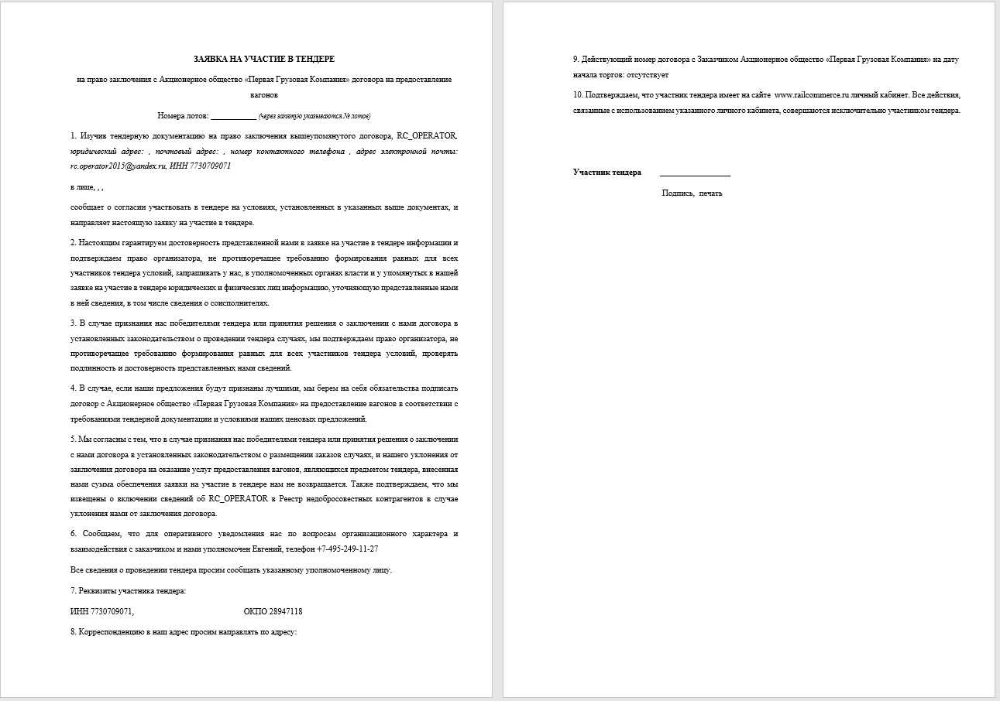 ЗАЯВКА НА УЧАСТИЕ В ТЕНДЕРЕ
на право заключения с Акционерное общество «Первая Грузовая Компания» договора на предоставление
вагонов
Номера лотов: ___________ (через запятую указываются № лотов)
1. Изучив тендерную документацию на право заключения вышеупомянутого договора, RC_OPERATOR,
юридический адрес: , почтовый адрес: , номер контактного телефона , адрес электронной почты:
rc.operator2015@yandex.ru, ИНН 7730709071
в лице, , ,
сообщает о согласии участвовать в тендере на условиях, установленных в указанных выше документах, и
направляет настоящую заявку на участие в тендере.
2. Настоящим гарантируем достоверность представленной нами в заявке на участие в тендере информации и
подтверждаем право организатора, не противоречащее требованию формирования равных для всех
участников тендера условий, запрашивать у нас, в уполномоченных органах власти и у упомянутых в нашей
заявке на участие в тендере юридических и физических лиц информацию, уточняющую представленные нами
в ней сведения, в том числе сведения о соисполнителях.
3. В случае признания нас победителями тендера или принятия решения о заключении с нами договора в
установленных законодательством о проведении тендера случаях, мы подтверждаем право организатора, не
противоречащее требованию формирования равных для всех участников тендера условий, проверять
подлинность и достоверность представленных нами сведений.
4. В случае, если наши предложения будут признаны лучшими, мы берем на себя обязательства подписать
договор с Акционерное общество «Первая Грузовая Компания» на предоставление вагонов в соответствии с
требованиями тендерной документации и условиями наших ценовых предложений.
5. Мы согласны с тем, что в случае признания нас победителями тендера или принятия решения о заключении
с нами договора в установленных законодательством о размещении заказов случаях, и нашего уклонения от
заключения договора на оказание услуг предоставления вагонов, являющихся предметом тендера, внесенная
нами сумма обеспечения заявки на участие в тендере нам не возвращается. Также подтверждаем, что мы
извещены о включении сведений об RC_OPERATOR в Реестр недобросовестных контрагентов в случае
уклонения нами от заключения договора.
6. Сообщаем, что для оперативного уведомления нас по вопросам организационного характера и
взаимодействия с заказчиком и нами уполномочен Евгений, телефон +7-495-249-11-27
Все сведения о проведении тендера просим сообщать указанному уполномоченному лицу.
7. Реквизиты участника тендера:
ИНН 7730709071, ОКПО 28947118
8. Корреспонденцию в наш адрес просим направлять по адресу:
9. Действующий номер договора с Заказчиком Акционерное общество «Первая Грузовая Компания» на дату
начала торгов: отсутствует
10. Подтверждаем, что участник тендера имеет на сайте www.railcommerce.ru личный кабинет. Все действия,
связанные с использованием указанного личного кабинета, совершаются исключительно участником тендера.
Участник тендера _________________
Подпись, печать